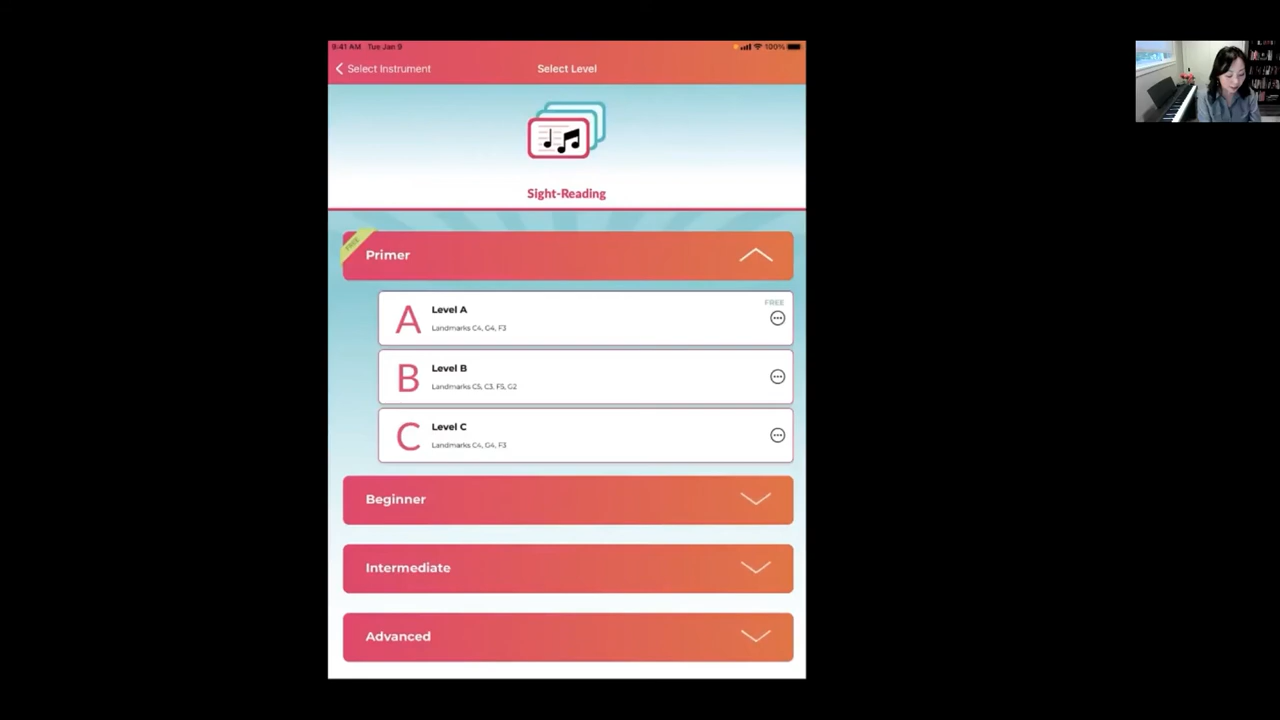 9:41 AM Tue Jan 9
100%
Select Instrument
Select Level
Sight-Reading
FREE
Primer
A
Level A
FREE
Landmarks C4, G4, F3
B
Level B
Landmarks C5, C3, F5, G2
C
Level C
Landmarks C4, G4, F3
Beginner
Intermediate
Advanced